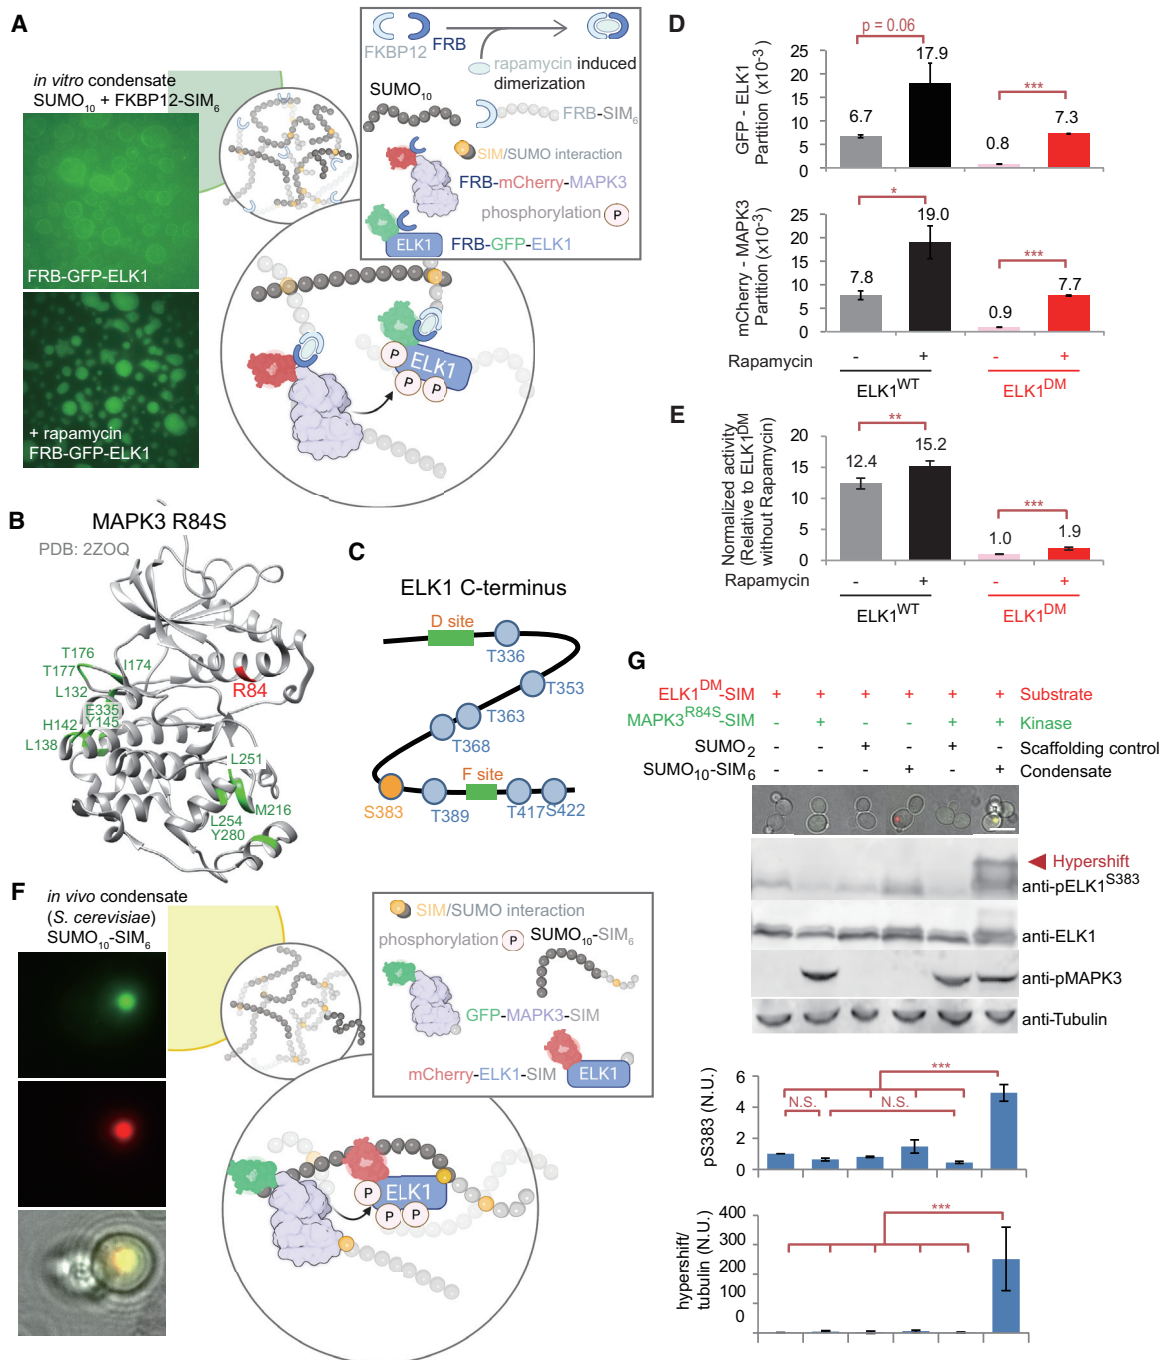 A
in vitro condensate
SUMO10 + FKBP12-SIM6
FRB-GFP-ELK1
+ rapamycin
FRB-GFP-ELK1
FKBP12
FRB
rapamycin induced
dimerization
SUMO10
FRB-SIM6
SIM/SUMO interaction
FRB-mCherry-MAPK3
phosphorylation P
ELK1
FRB-GFP-ELK1
P
ELK1
P
P
B
MAPK3 R84S
PDB: 2ZOQ
T176
T177
I174
L132
R84
E335
H142
Y145
L138
L251
M216
L254
Y280
C
ELK1 C-terminus
D site
T336
T353
T363
T368
S383
F site
T389
T417
S422
D
GFP - ELK1
Partition (x10-3)
25
20
15
10
5
0
p = 0.06
6.7
17.9
0.8
***
7.3
mCherry - MAPK3
Partition (x10-3)
25
20
15
10
5
0
*
7.8
19.0
0.9
***
7.7
Rapamycin
-
+
-
+
ELK1WT
ELK1DM
E
Normalized activity
(Relative to ELK1DM
without Rapamycin)
20
15
10
5
0
**
12.4
15.2
***
1.0
1.9
Rapamycin
-
+
-
+
ELK1WT
ELK1DM
F
in vivo condensate
(S. cerevisiae)
SUMO10-SIM6
SIM/SUMO interaction
phosphorylation P
SUMO10-SIM6
GFP-MAPK3-SIM
mCherry-ELK1-SIM
ELK1
P
ELK1
P
P
G
ELK1DM-SIM + + + + + + Substrate
MAPK3R84S-SIM - + - - + + Kinase
SUMO2 - - + - + - Scaffolding control
SUMO10-SIM6 - - - + - + Condensate
Hypershift
anti-pELK1S383
anti-ELK1
anti-pMAPK3
anti-Tubulin
pS383 (N.U.)
6
4
2
0
***
N.S.
N.S.
hypershift/
tubulin (N.U.)
400
300
200
100
0
***